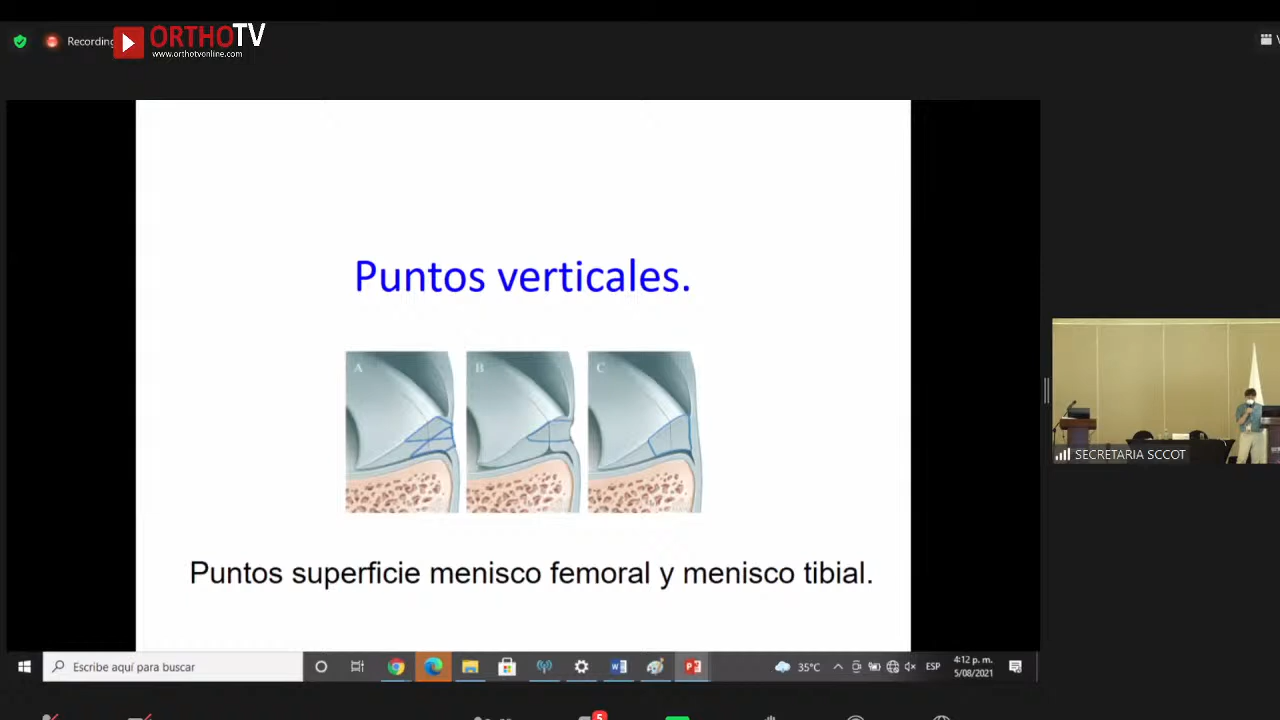 Recording
ORTHOTV
www.orthotvonline.com
Puntos verticales.
A
B
C
Puntos superficie menisco femoral y menisco tibial.
SECRETARIA SCCOT
Escribe aquí para buscar
35°C
ESP
4:12 p. m.
5/08/2021
5